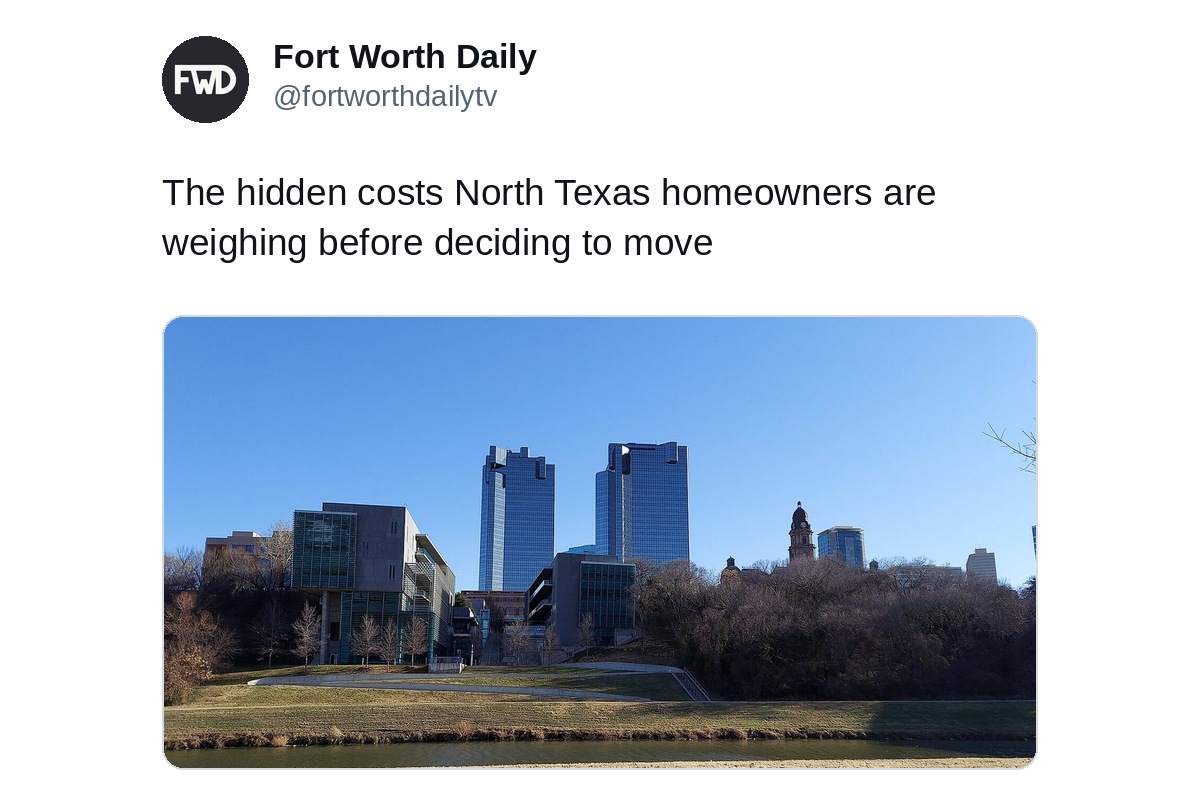 FWD
Fort Worth Daily
@fortworthdailytv
The hidden costs North Texas homeowners are
weighing before deciding to move